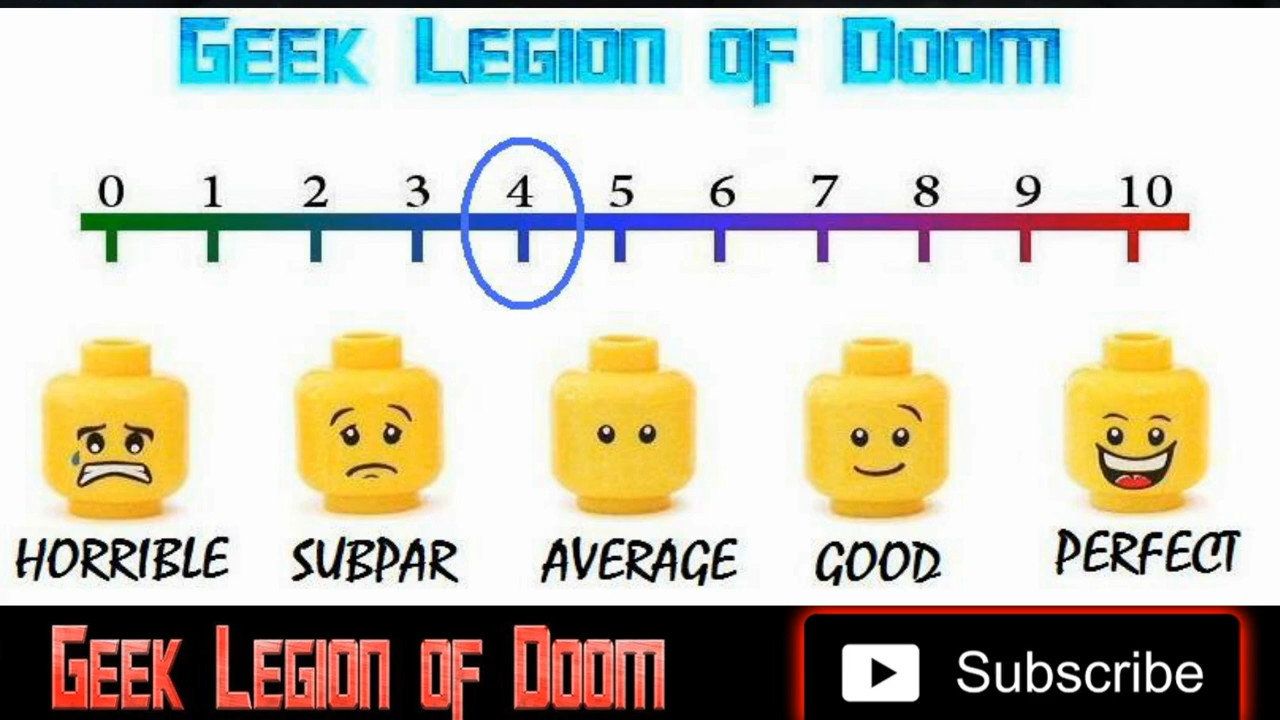 GEEK LEGION OF DOOM
0 1 2 3 4 5 6 7 8 9 10
HORRIBLE SUBPAR AVERAGE GOOD PERFECT
GEEK LEGION OF DOOM
Subscribe